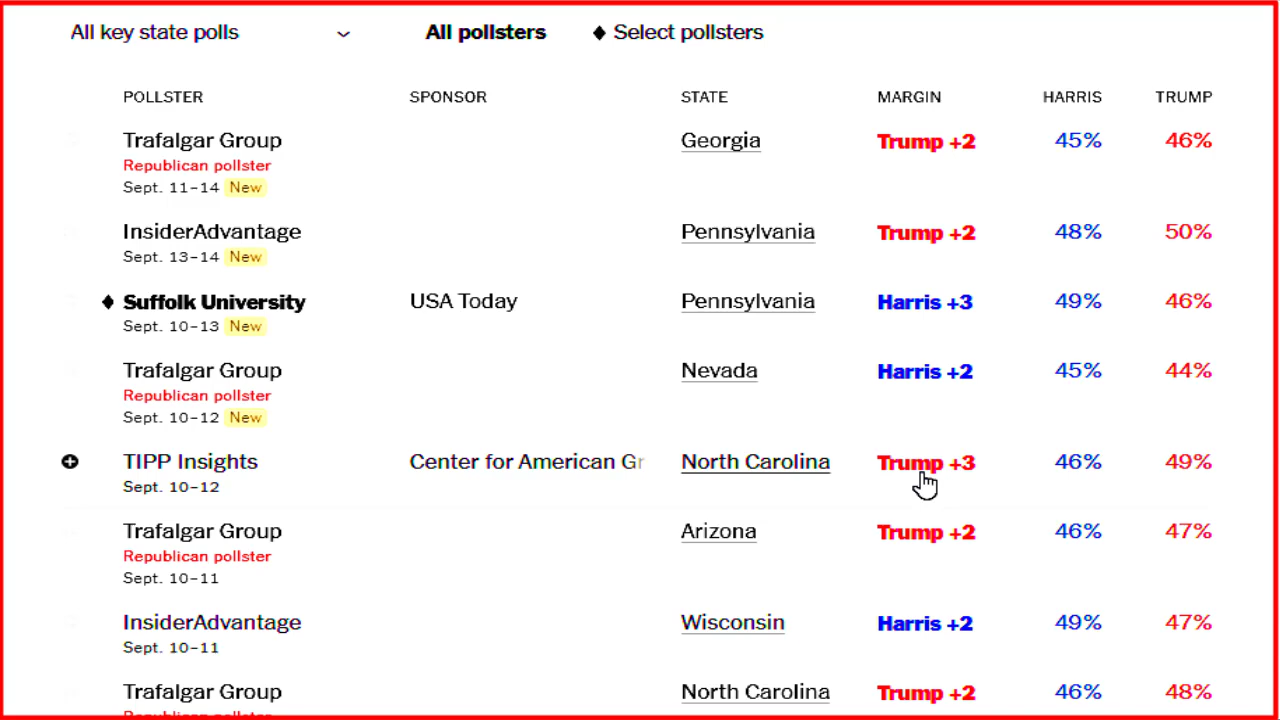 All key state polls All pollsters ♦ Select pollsters
POLLSTER SPONSOR STATE MARGIN HARRIS TRUMP
Trafalgar Group Georgia Trump +2 45% 46%
Republican pollster
Sept. 11–14 New
InsiderAdvantage Pennsylvania Trump +2 48% 50%
Sept. 13–14 New
♦ Suffolk University USA Today Pennsylvania Harris +3 49% 46%
Sept. 10–13 New
Trafalgar Group Nevada Harris +2 45% 44%
Republican pollster
Sept. 10–12 New
TIPP Insights Center for American Gr North Carolina Trump +3 46% 49%
Sept. 10–12
Trafalgar Group Arizona Trump +2 46% 47%
Republican pollster
Sept. 10–11
InsiderAdvantage Wisconsin Harris +2 49% 47%
Sept. 10–11
Trafalgar Group North Carolina Trump +2 46% 48%
Republican pollster